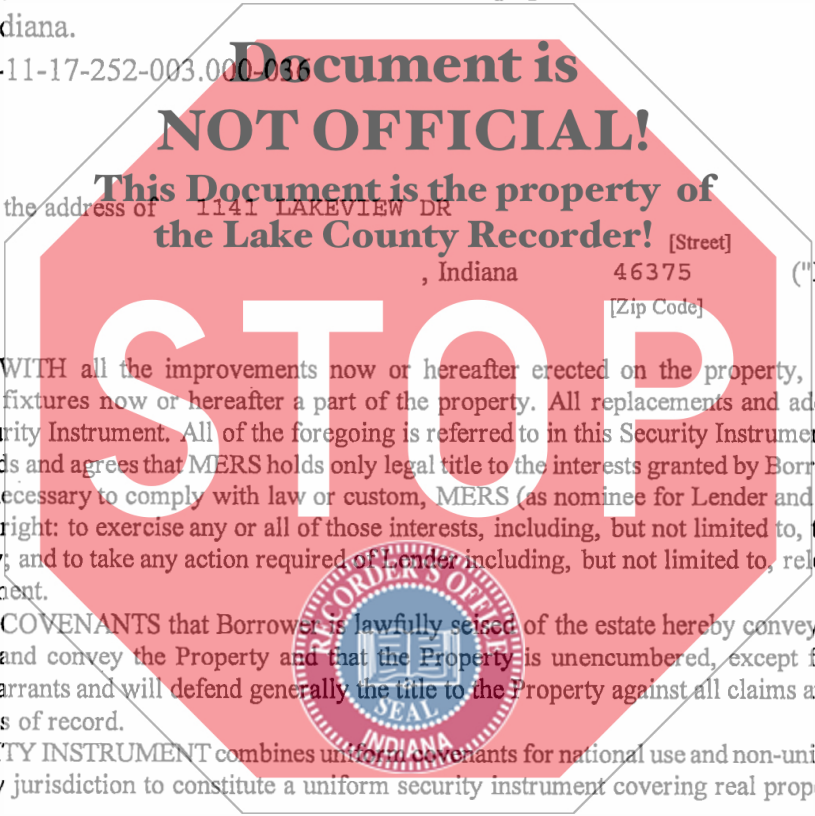 diana.
-11-17-252-003.000-036
Document is
NOT OFFICIAL!
This Document is the property of
the Lake County Recorder!
the address of 1141 LAKEVIEW DR
[Street]
, Indiana 46375 ("
[Zip Code]
STOP
WITH all the improvements now or hereafter erected on the property,
fixtures now or hereafter a part of the property. All replacements and ad
rity Instrument. All of the foregoing is referred to in this Security Instrume
ds and agrees that MERS holds only legal title to the interests granted by Borr
ecessary to comply with law or custom, MERS (as nominee for Lender and
right: to exercise any or all of those interests, including, but not limited to, t
; and to take any action required of Lender including, but not limited to, rel
ent.
COVENANTS that Borrower is lawfully seised of the estate hereby convey
and convey the Property and that the Property is unencumbered, except f
arrants and will defend generally the title to the Property against all claims a
s of record.
TY INSTRUMENT combines uniform covenants for national use and non-uni
jurisdiction to constitute a uniform security instrument covering real prop
RECORDER'S OFFICE
SEAL
INDIANA